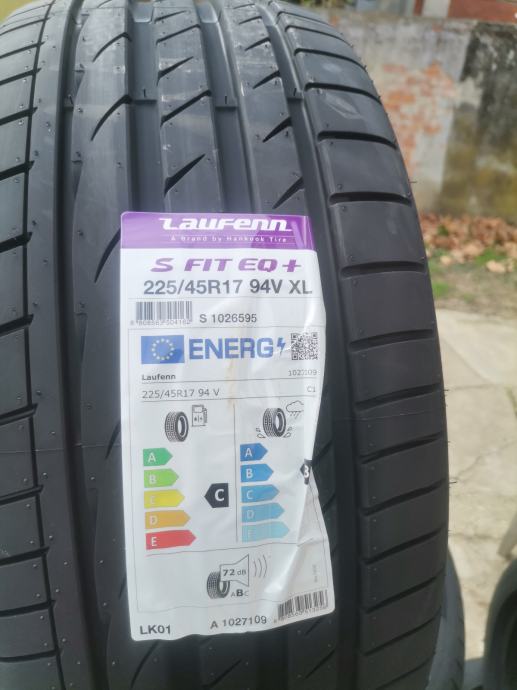 Laufenn
A brand by Hankook Tire
S FIT EQ+
225/45R17 94V XL
S 1026595
ENERG
Laufenn
1027109
225/45R17 94 V
C1
A
B
C
D
E
C
A
B
C
D
E
B
72 dB
ABC
LK01
A 1027109